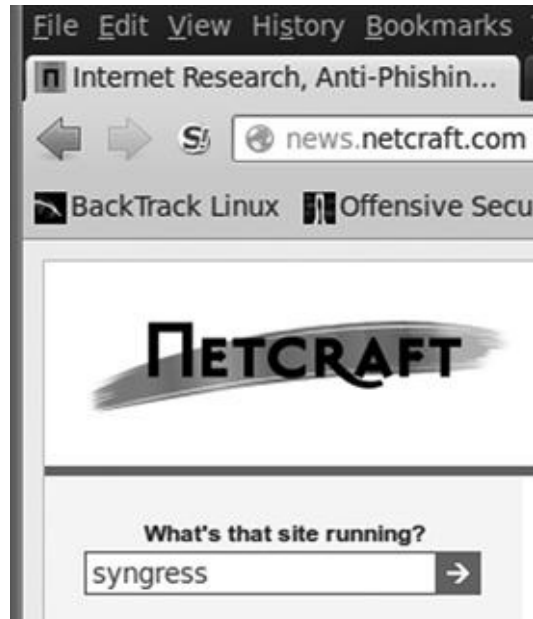 File Edit View History Bookmarks
Internet Research, Anti-Phishin...
S!
news.netcraft.com
BackTrack Linux Offensive Secu
NETCRAFT
What's that site running?
syngress